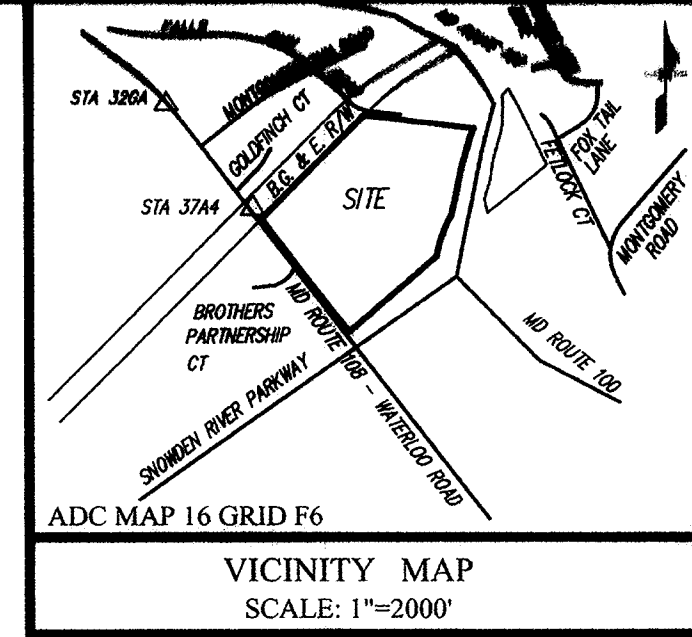 STA 32GA
GOLDFINCH CT
B.G. & E. R/W
STA 37A4
SITE
FOX TAIL
LANE
FETLOCK CT
MONTGOMERY
ROAD
BROTHERS
PARTNERSHIP
CT
MD ROUTE 108 - WATERLOO ROAD
SNOWDEN RIVER PARKWAY
MD ROUTE 100
ADC MAP 16 GRID F6
VICINITY MAP
SCALE: 1"=2000'